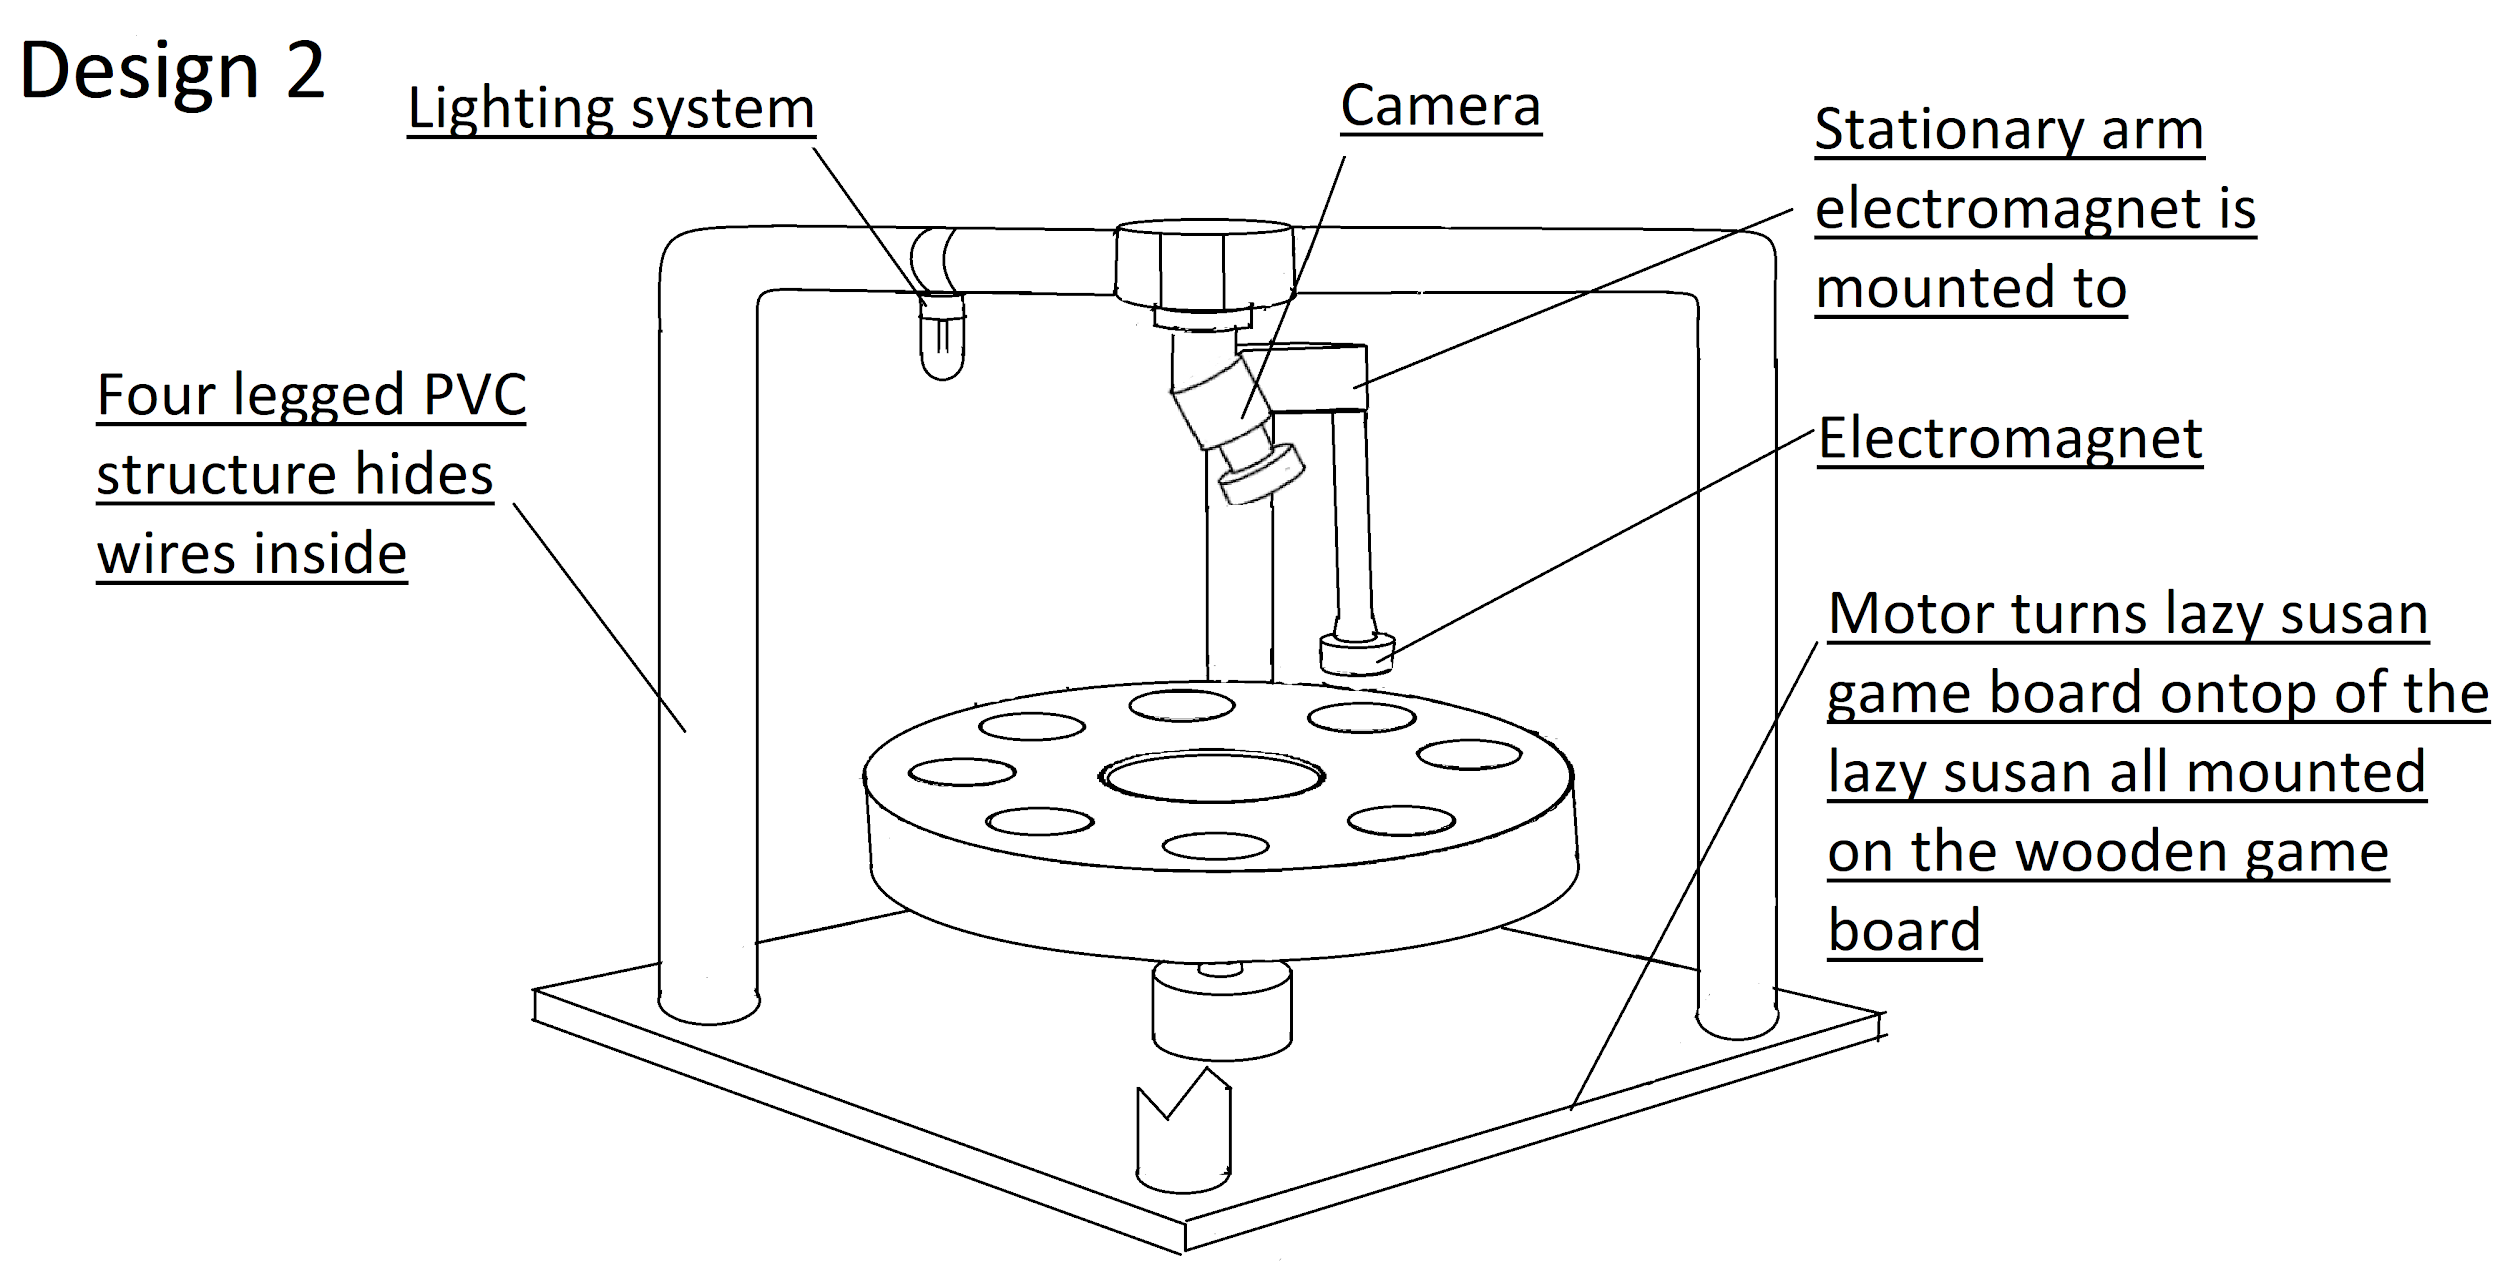 Design 2
Lighting system
Camera
Stationary arm
electromagnet is
mounted to
Four legged PVC
structure hides
wires inside
Electromagnet
Motor turns lazy susan
game board ontop of the
lazy susan all mounted
on the wooden game
board